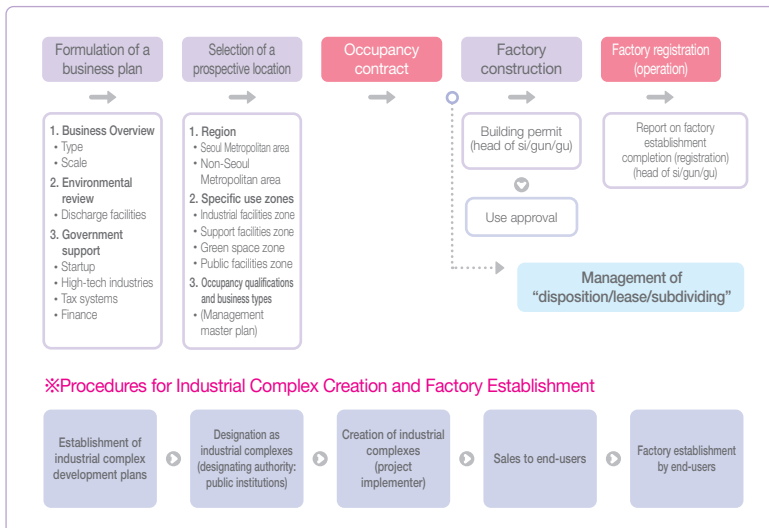 Formulation of a
business plan
Selection of a
prospective location
Occupancy
contract
Factory
construction
Factory registration
(operation)
1. Business Overview
• Type
• Scale
2. Environmental
review
• Discharge facilities
3. Government
support
• Startup
• High-tech industries
• Tax systems
• Finance
1. Region
• Seoul Metropolitan area
• Non-Seoul
Metropolitan area
2. Specific use zones
• Industrial facilities zone
• Support facilities zone
• Green space zone
• Public facilities zone
3. Occupancy qualifications
and business types
• (Management
master plan)
Building permit
(head of si/gun/gu)
Use approval
Report on factory
establishment
completion (registration)
(head of si/gun/gu)
Management of
“disposition/lease/subdividing”
※Procedures for Industrial Complex Creation and Factory Establishment
Establishment of
industrial complex
development plans
Designation as
industrial complexes
(designating authority:
public institutions)
Creation of industrial
complexes
(project
implementer)
Sales to end-users
Factory establishment
by end-users